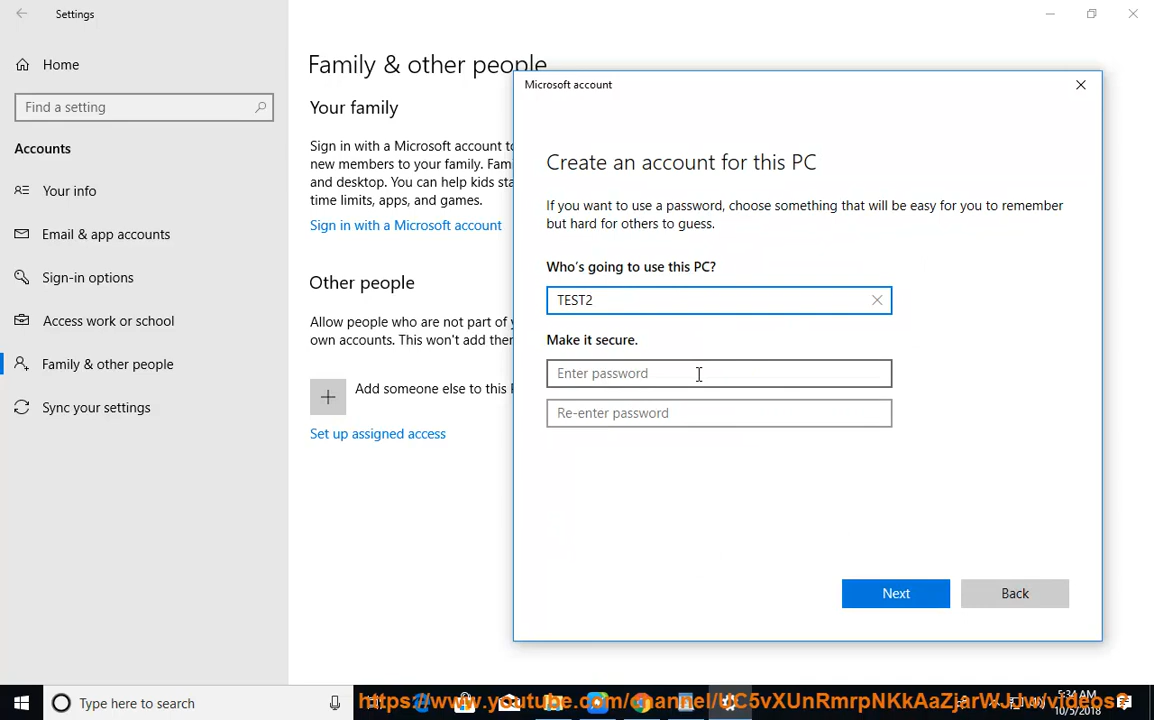 Settings
Home
Find a setting
Accounts
Your info
Email & app accounts
Sign-in options
Access work or school
Family & other people
Sync your settings
Family & other people
Your family
Sign in with a Microsoft account to
new members to your family. Fam
and desktop. You can help kids sta
time limits, apps, and games.
Sign in with a Microsoft account
Other people
Allow people who are not part of y
own accounts. This won't add ther
Add someone else to this P
Set up assigned access
Microsoft account
Create an account for this PC
If you want to use a password, choose something that will be easy for you to remember
but hard for others to guess.
Who's going to use this PC?
TEST2
Make it secure.
Enter password
Re-enter password
Next
Back
Type here to search
https://www.youtube.com/channel/UC5vXUnRmrpNKkAaZjarWJJw/videos?
5:34 AM
10/5/2018